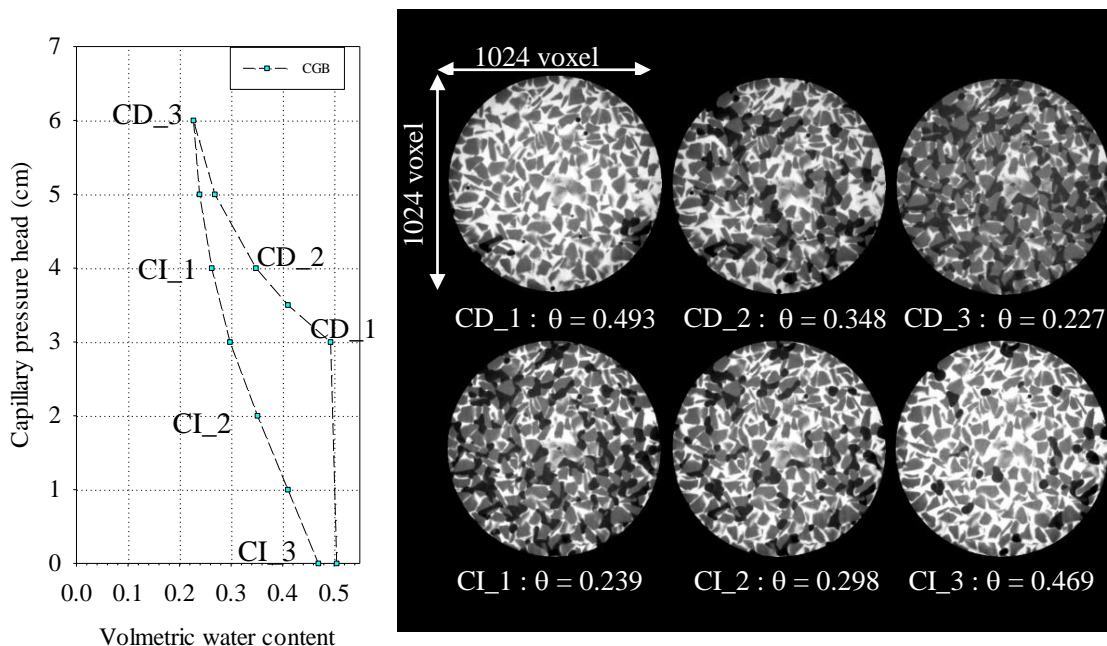 7
6
5
4
3
2
1
0
Capillary pressure head (cm)
CGB
CD_3
CD_2
CI_1
CD_1
CI_2
CI_3
0.0 0.1 0.2 0.3 0.4 0.5
Volmetric water content
1024 voxel
1024 voxel
CD_1 : θ = 0.493
CD_2 : θ = 0.348
CD_3 : θ = 0.227
CI_1 : θ = 0.239
CI_2 : θ = 0.298
CI_3 : θ = 0.469